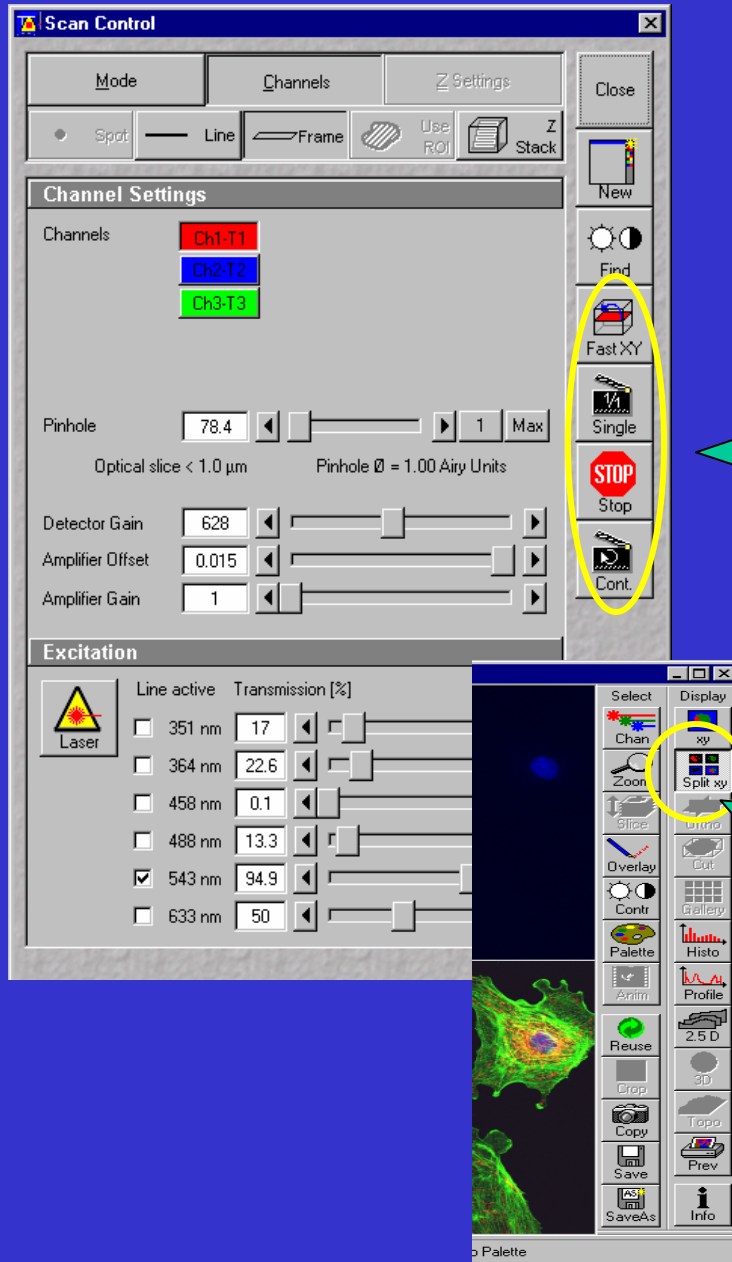 Scan Control
Mode Channels Z Settings Close
Spot Line Frame Use ROI Z Stack
New
Channel Settings
Channels Ch1-T1
Ch2-T2
Ch3-T3
Find
Fast XY
Pinhole 78.4 1 Max
Single
Optical slice < 1.0 µm Pinhole Ø = 1.00 Airy Units
STOP
Stop
Detector Gain 628
Amplifier Offset 0.015
Amplifier Gain 1
Cont.
Excitation
Laser
Line active Transmission [%]
351 nm 17
364 nm 22.6
458 nm 0.1
488 nm 13.3
543 nm 94.9
633 nm 50
Select Display
Chan xy
Zoom Split xy
Slice Ortho
Overlay Cut
Contr Gallery
Palette Histo
Anim Profile
Reuse 2.5 D
Crop 3D
Copy Topo
Save Prev
AS
SaveAs Info
Palette